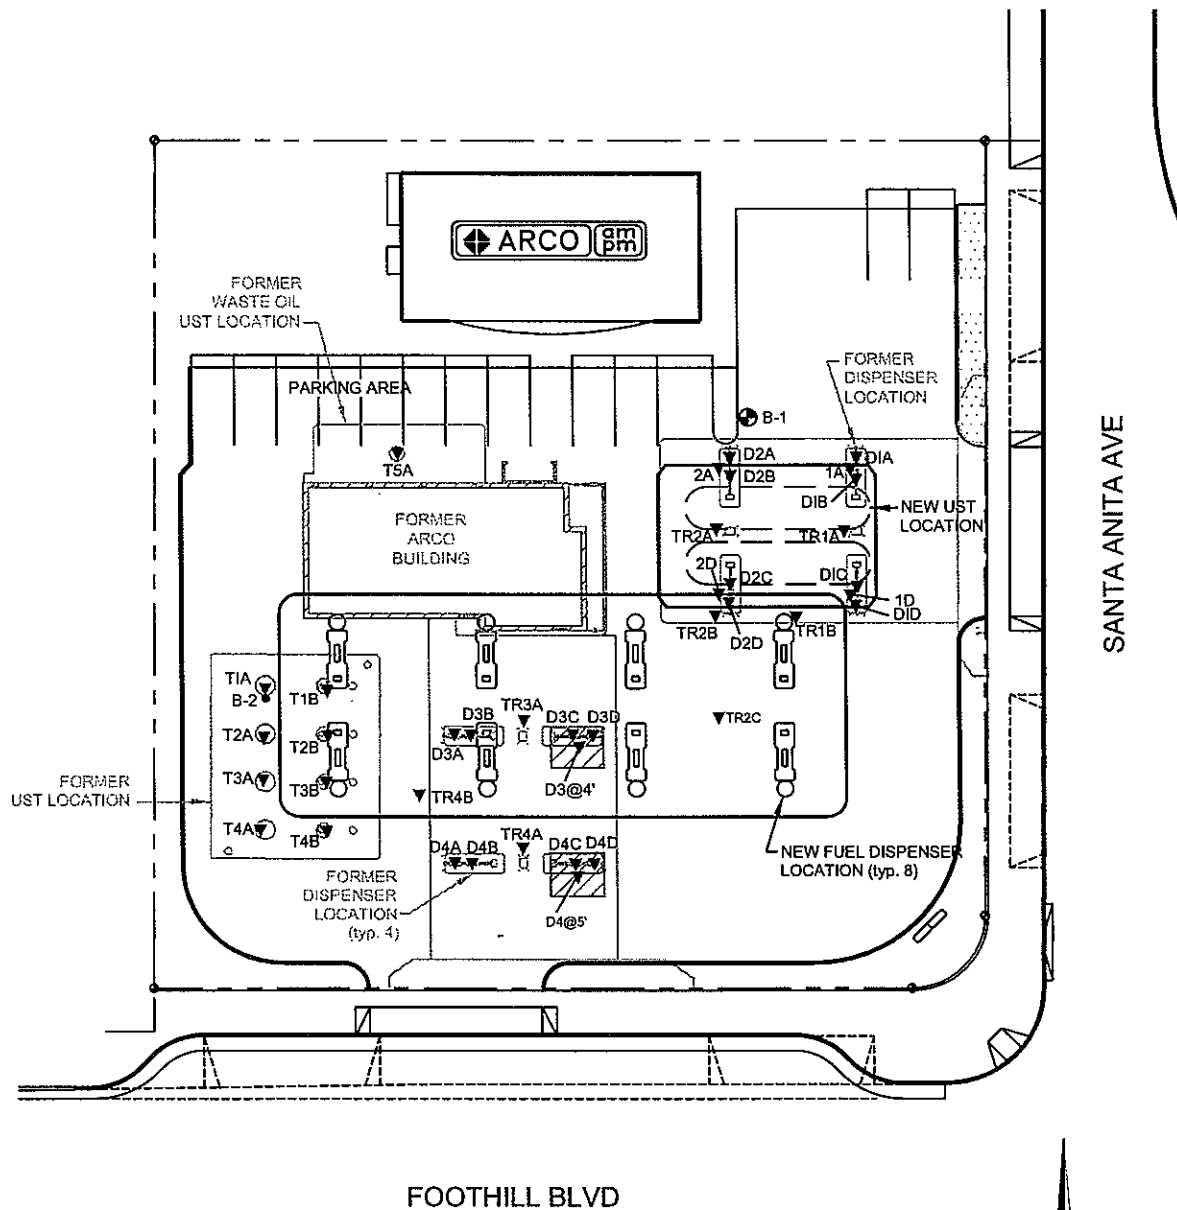 ARCO am pm
FORMER
WASTE OIL
UST LOCATION
PARKING AREA
FORMER
DISPENSER
LOCATION
B-1
T5A
D2A
DIA
2A
D2B
1A
DIB
NEW UST
LOCATION
FORMER
ARCO
BUILDING
TR2A
TR1A
2D
D2C
DIC
1D
DID
TR2B
D2D
TR1B
SANTA ANITA AVE
TIA
B-2
T1B
T2A
T2B
T3A
T3B
T4A
T4B
FORMER
UST LOCATION
TR3A
D3B
D3C
D3D
D3A
D3@4'
TR2C
TR4B
TR4A
D4A
D4B
D4C
D4D
D4@5'
FORMER
DISPENSER
LOCATION
(typ. 4)
NEW FUEL DISPENSER
LOCATION (typ. 8)
FOOTHILL BLVD